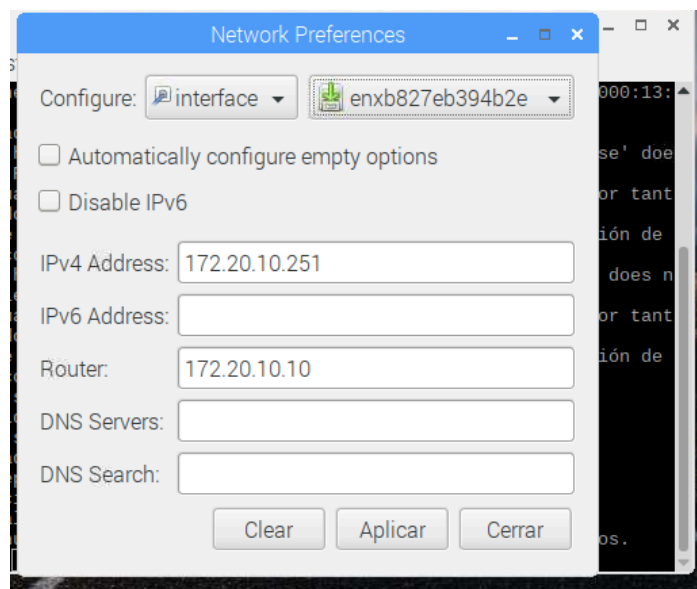 Network Preferences
Configure: interface enxb827eb394b2e
Automatically configure empty options
Disable IPv6
IPv4 Address: 172.20.10.251
IPv6 Address:
Router: 172.20.10.10
DNS Servers:
DNS Search:
Clear Aplicar Cerrar
000:13:
se' doe
or tant
ión de
does n
or tant
ión de
os.